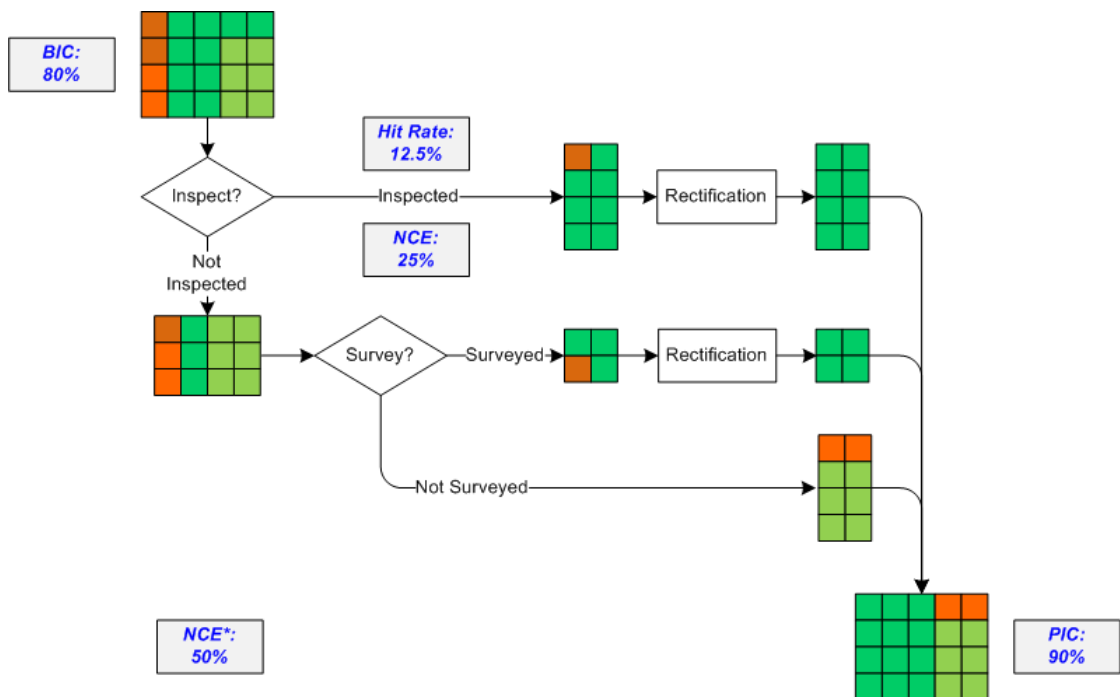 BIC:
80%
Hit Rate:
12.5%
Inspect?
Inspected
Rectification
NCE:
25%
Not
Inspected
Survey?
Surveyed
Rectification
Not Surveyed
NCE*:
50%
PIC:
90%